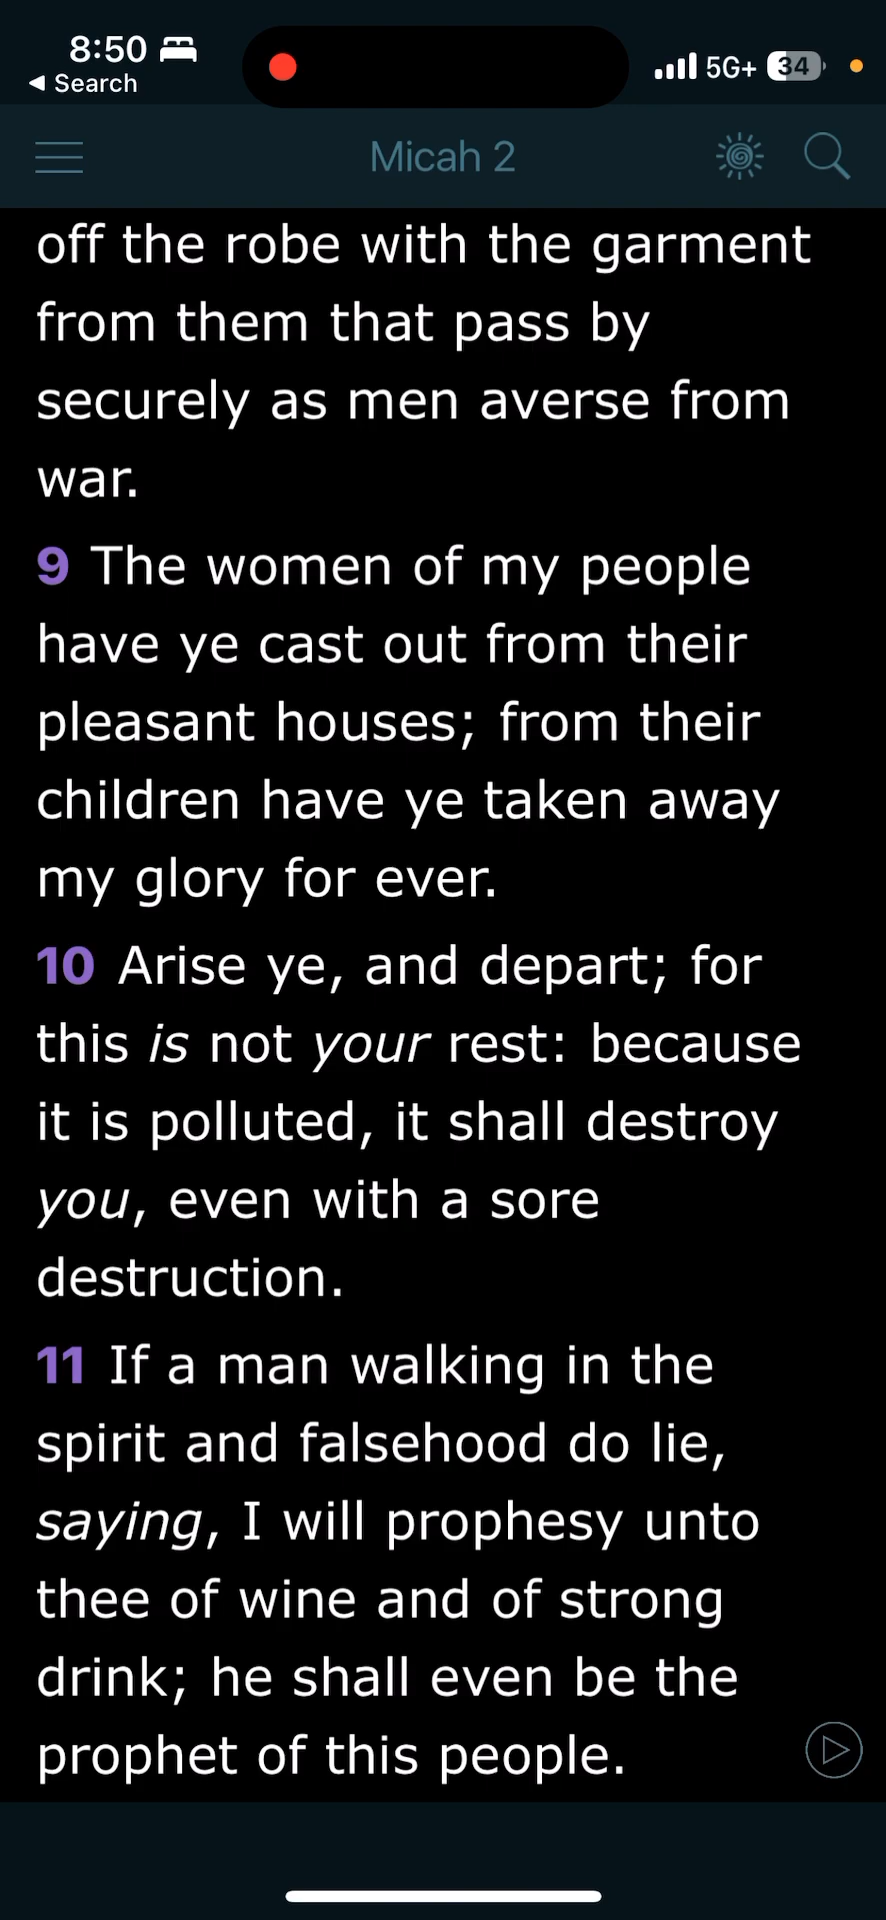 8:50
Search
5G+
34
Micah 2
off the robe with the garment
from them that pass by
securely as men averse from
war.
9 The women of my people
have ye cast out from their
pleasant houses; from their
children have ye taken away
my glory for ever.
10 Arise ye, and depart; for
this is not your rest: because
it is polluted, it shall destroy
you, even with a sore
destruction.
11 If a man walking in the
spirit and falsehood do lie,
saying, I will prophesy unto
thee of wine and of strong
drink; he shall even be the
prophet of this people.